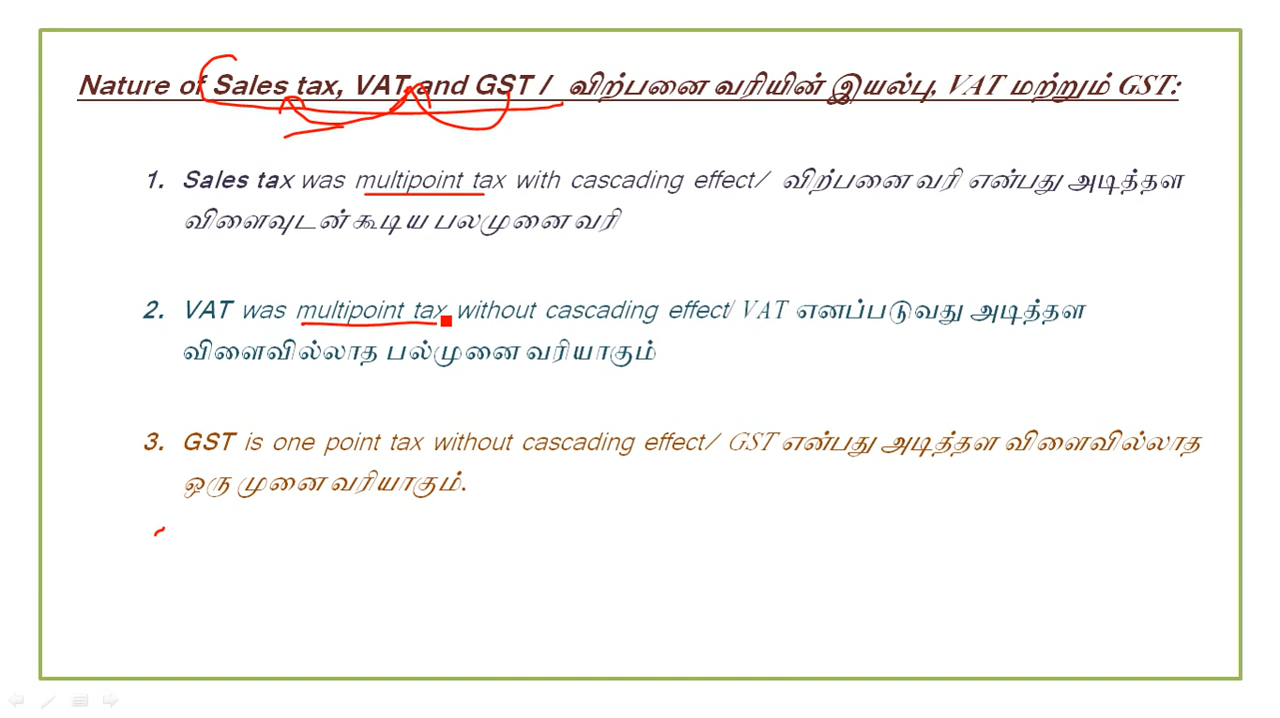 Nature of Sales tax, VAT and GST / விற்பனை வரியின் இயல்பு, VAT மற்றும் GST:
1. Sales tax was multipoint tax with cascading effect/ விற்பனை வரி என்பது அடித்தள
விளைவுடன் கூடிய பலமுனை வரி
2. VAT was multipoint tax without cascading effect/ VAT எனப்படுவது அடித்தள
விளைவில்லாத பல்முனை வரியாகும்
3. GST is one point tax without cascading effect/ GST என்பது அடித்தள விளைவில்லாத
ஒரு முனை வரியாகும்.